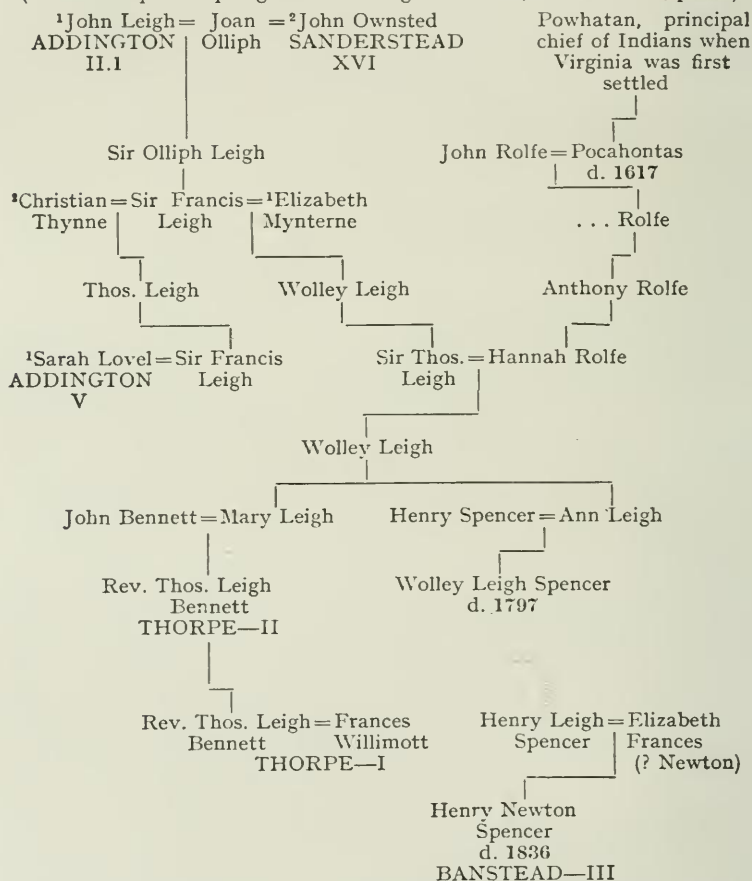 ¹John Leigh = Joan = ²John Ownsted Powhatan, principal
ADDINGTON Olliph SANDERSTEAD chief of Indians when
II.1 XVI Virginia was first
settled
Sir Olliph Leigh John Rolfe = Pocahontas
d. 1617
²Christian = Sir Francis = ¹Elizabeth
Thynne Leigh Mynterne . . . Rolfe
Thos. Leigh Wolley Leigh Anthony Rolfe
¹Sarah Lovel = Sir Francis Sir Thos. = Hannah Rolfe
ADDINGTON Leigh Leigh
V
Wolley Leigh
John Bennett = Mary Leigh Henry Spencer = Ann Leigh
Rev. Thos. Leigh Wolley Leigh Spencer
Bennett d. 1797
THORPE—II
Rev. Thos. Leigh = Frances Henry Leigh = Elizabeth
Bennett Willimott Spencer Frances
THORPE—I (? Newton)
Henry Newton
Spencer
d. 1836
BANSTEAD—III